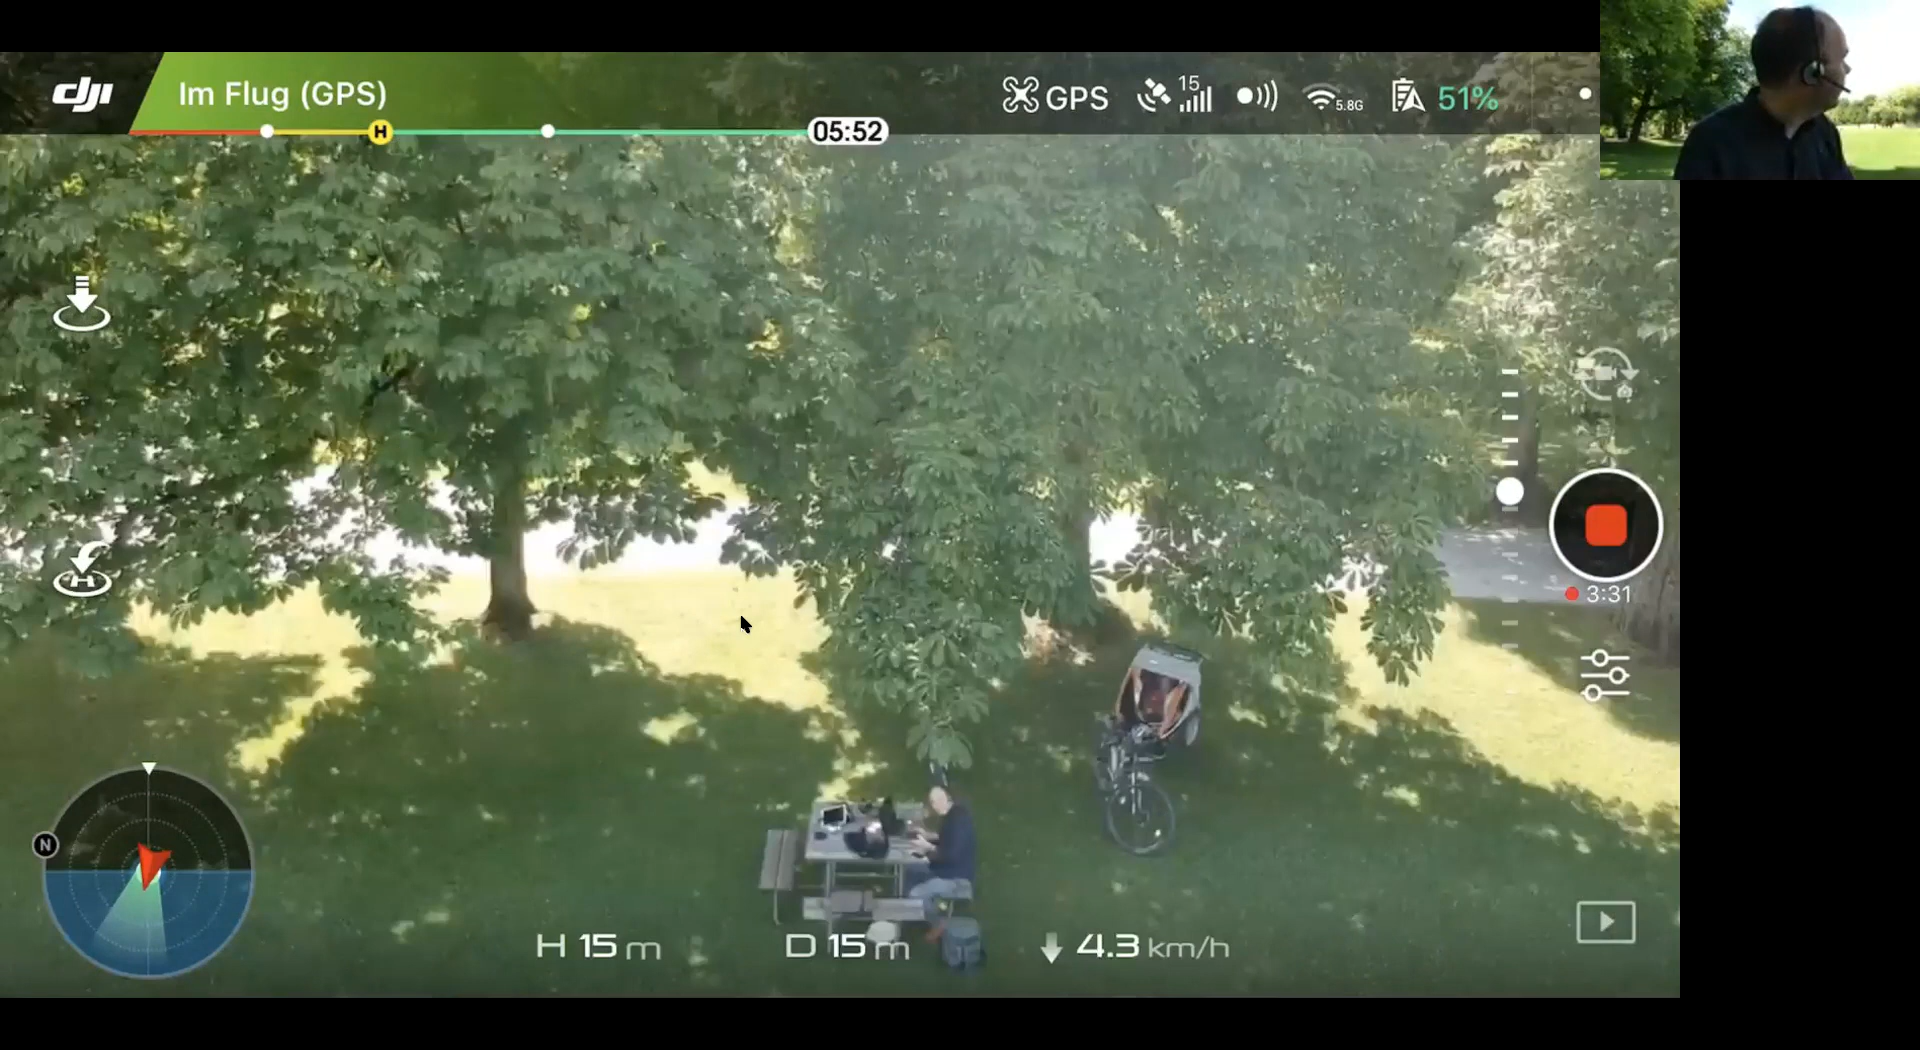 dji Im Flug (GPS) GPS 15 5.8G 51%
H 05:52
3:31
N
H
H 15 m D 15 m 4.3 km/h